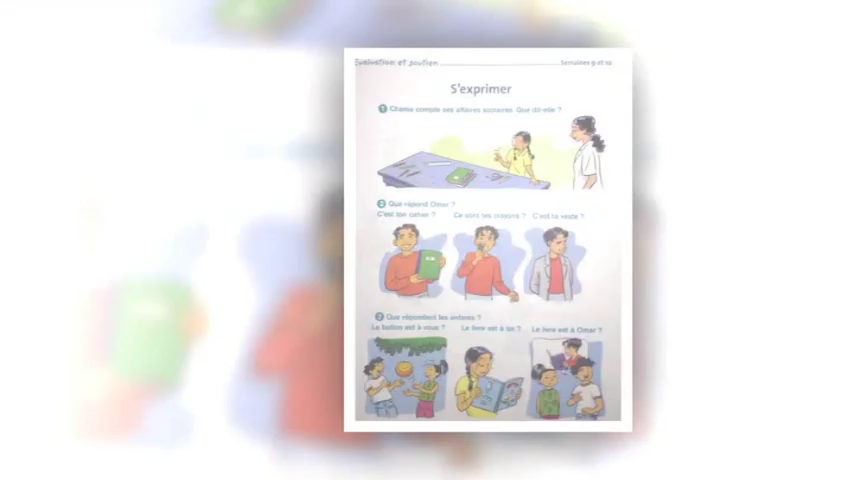 Evaluation et soutien
Semaines 9 et 10
S'exprimer
1 Chama compte ses affaires scolaires. Que dit-elle ?
2 Que répond Omar ?
C'est ton cahier ? Ce sont tes crayons ? C'est ta veste ?
3 Que répondent les enfants ?
Le ballon est à vous ? Le livre est à toi ? Le livre est à Omar ?